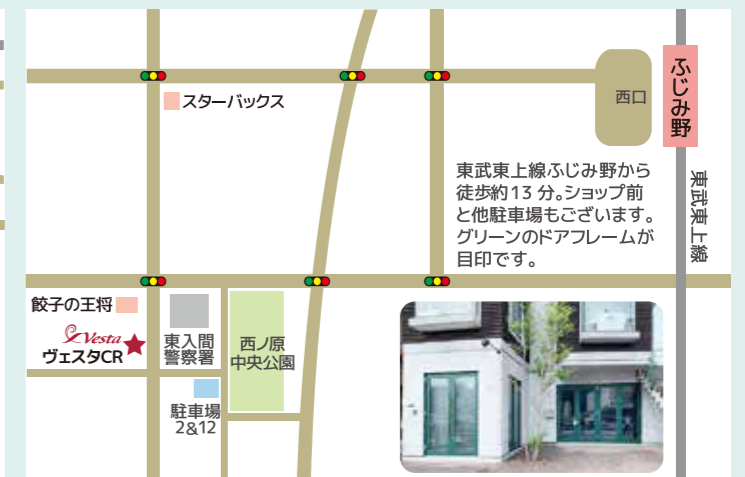 スターバックス
西口
ふじみ野
東武東上線
東武東上線ふじみ野から
徒歩約13分。ショップ前
と他駐車場もございます。
グリーンのドアフレームが
目印です。
餃子の王将
Vesta
ヴェスタCR
東入間
警察署
西ノ原
中央公園
駐車場
2&12